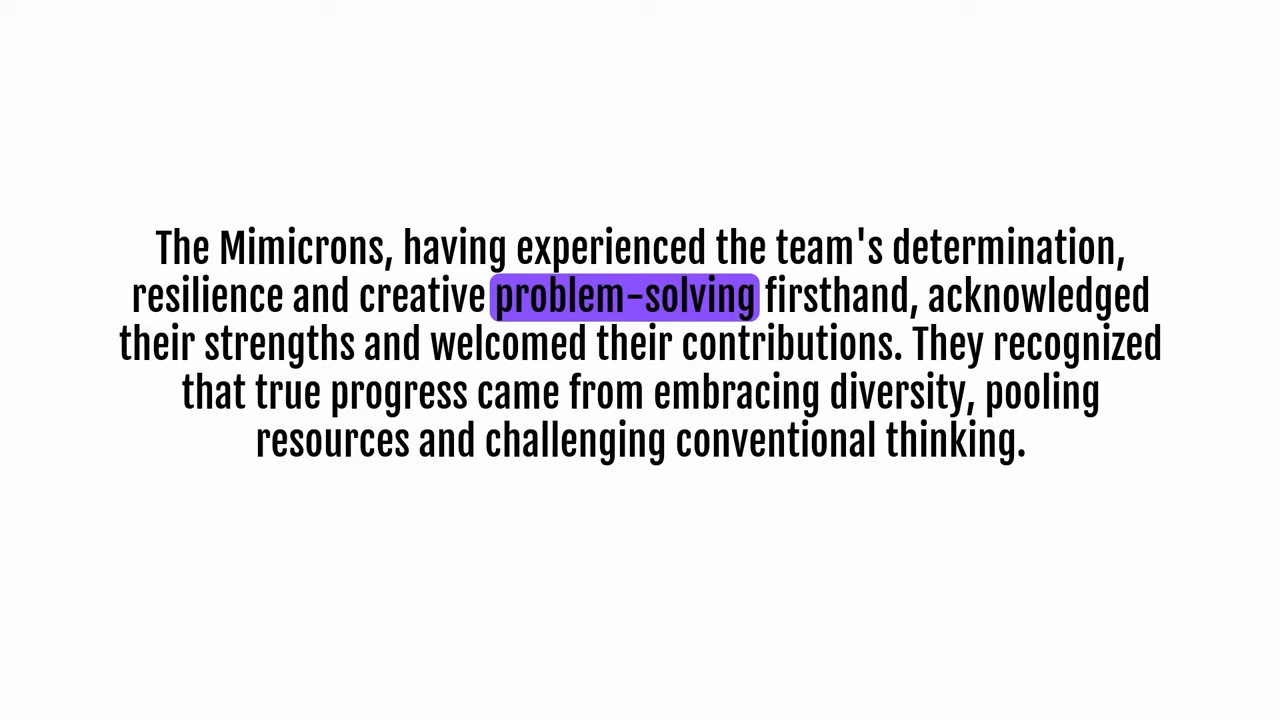 The Mimicrons, having experienced the team's determination,
resilience and creative problem-solving firsthand, acknowledged
their strengths and welcomed their contributions. They recognized
that true progress came from embracing diversity, pooling
resources and challenging conventional thinking.